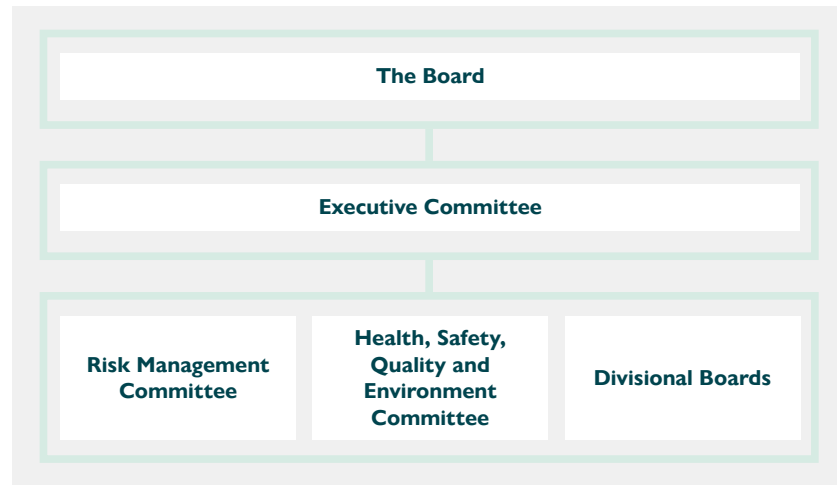 The Board
Executive Committee
Risk Management
Committee
Health, Safety,
Quality and
Environment
Committee
Divisional Boards